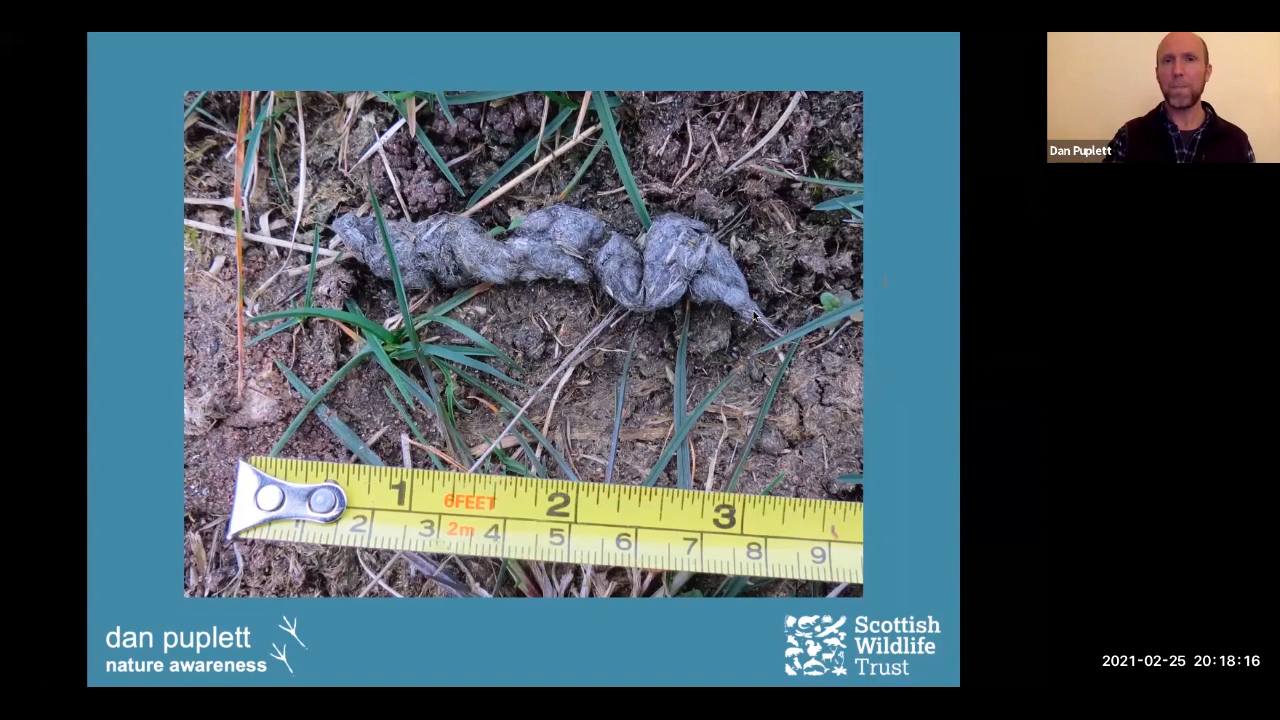 Dan Puplett
1 6FEET 2 3
1 2 3 2m 4 5 6 7 8 9
dan puplett
nature awareness
Scottish
Wildlife
Trust
2021-02-25 20:18:16